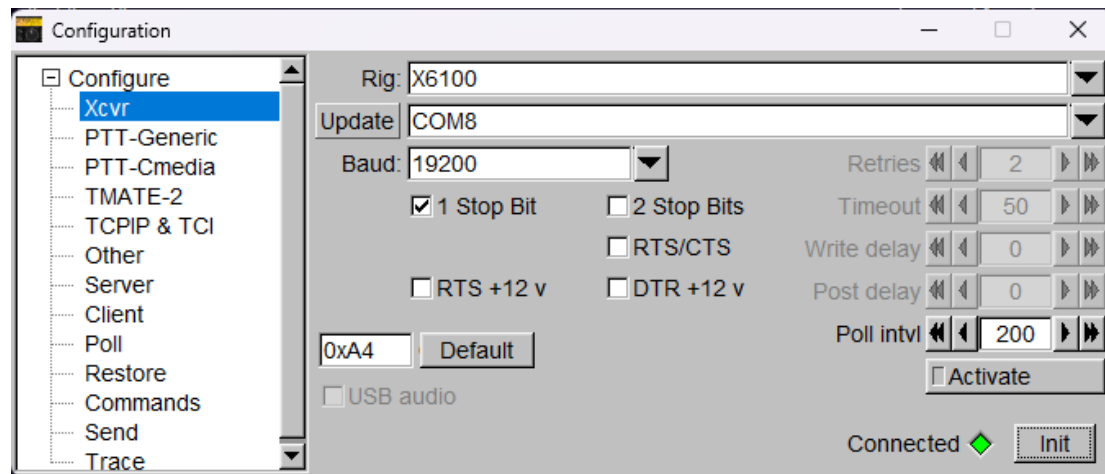 Configuration
Configure
Xcvr
PTT-Generic
PTT-Cmedia
TMATE-2
TCPIP & TCI
Other
Server
Client
Poll
Restore
Commands
Send
Trace
Rig: X6100
Update COM8
Baud: 19200
1 Stop Bit 2 Stop Bits
RTS/CTS
RTS +12 v DTR +12 v
0xA4 Default
USB audio
Retries 2
Timeout 50
Write delay 0
Post delay 0
Poll intvl 200
Activate
Connected Init